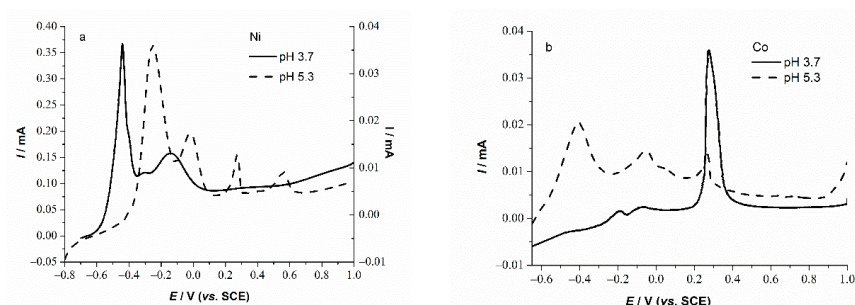 a
Ni
pH 3.7
pH 5.3
0.40
0.35
0.30
0.25
0.20
0.15
0.10
0.05
0.00
-0.05
I / mA
0.04
0.03
0.02
0.01
0.00
-0.01
I / mA
-0.8 -0.6 -0.4 -0.2 0.0 0.2 0.4 0.6 0.8 1.0
E / V (vs. SCE)
b
Co
pH 3.7
pH 5.3
0.04
0.03
0.02
0.01
0.00
-0.01
I / mA
-0.6 -0.4 -0.2 0.0 0.2 0.4 0.6 0.8 1.0
E / V (vs. SCE)